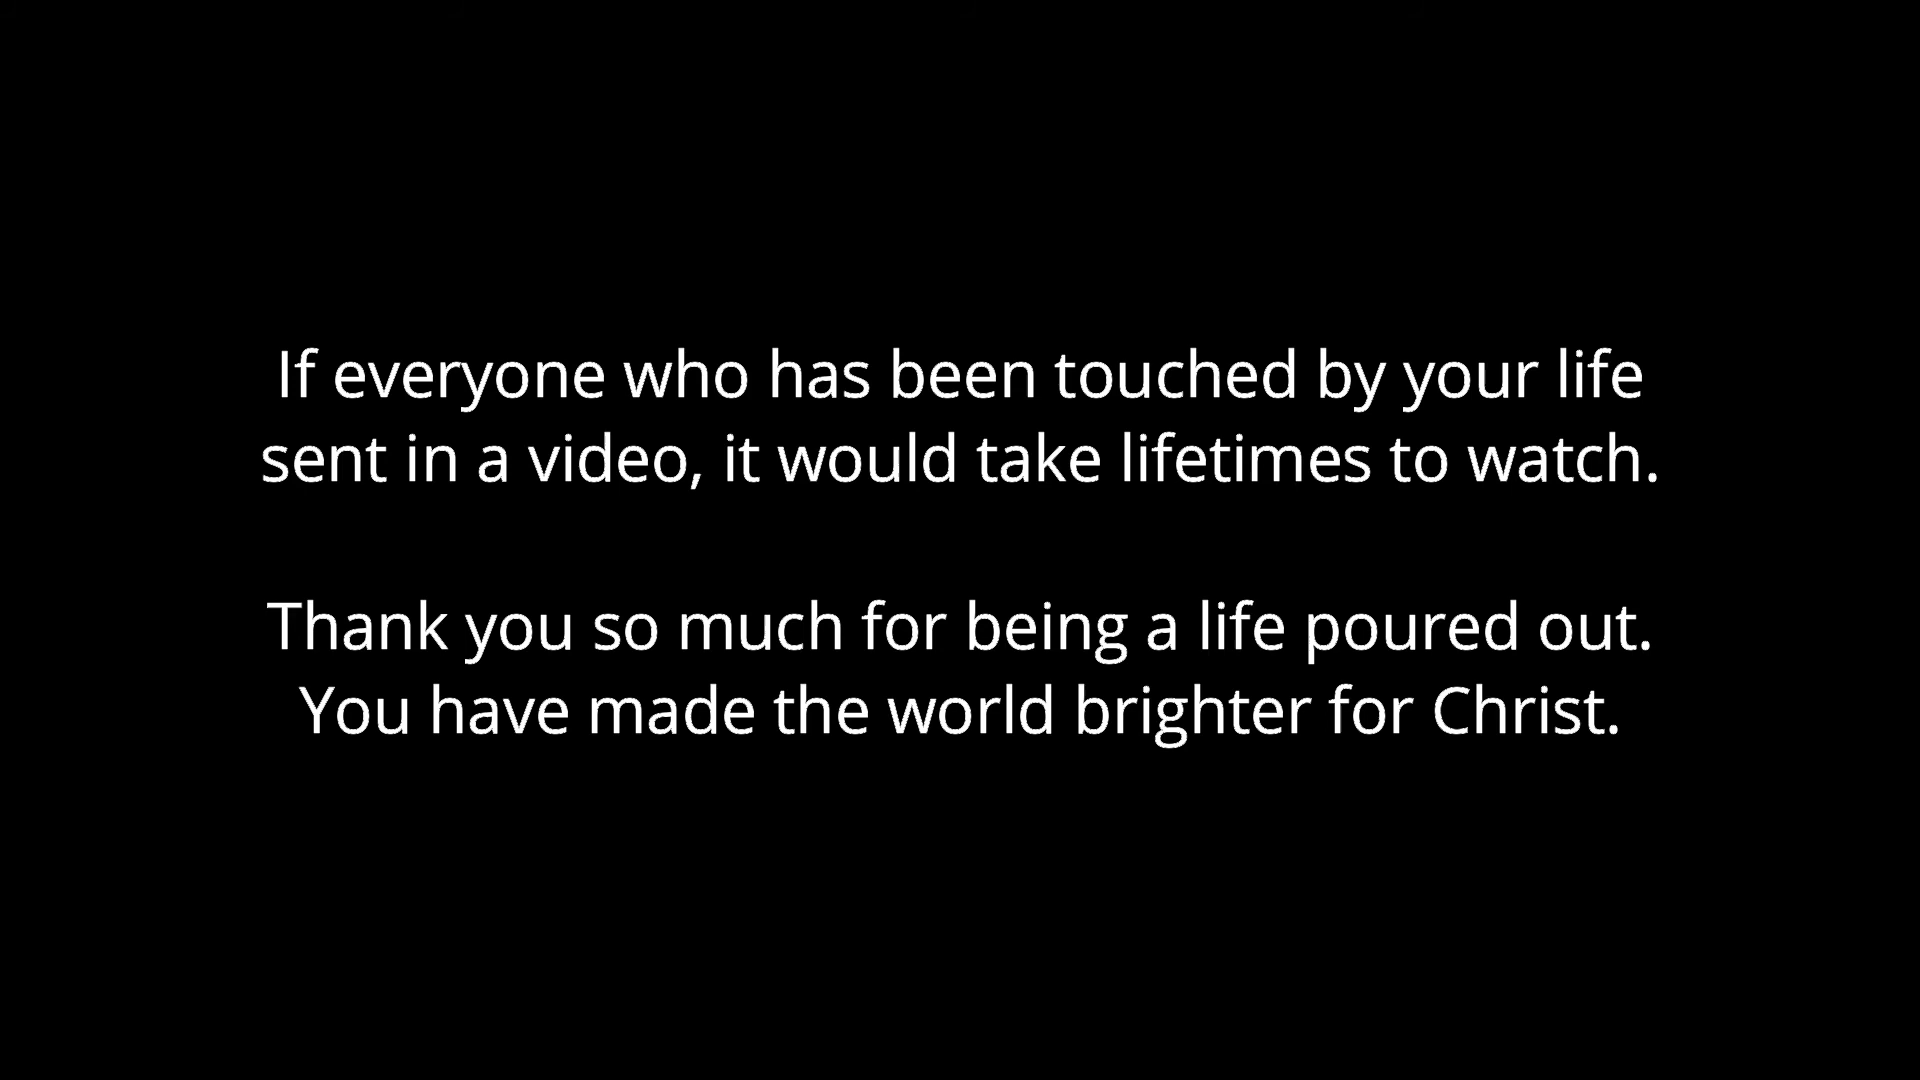 If everyone who has been touched by your life
sent in a video, it would take lifetimes to watch.
Thank you so much for being a life poured out.
You have made the world brighter for Christ.